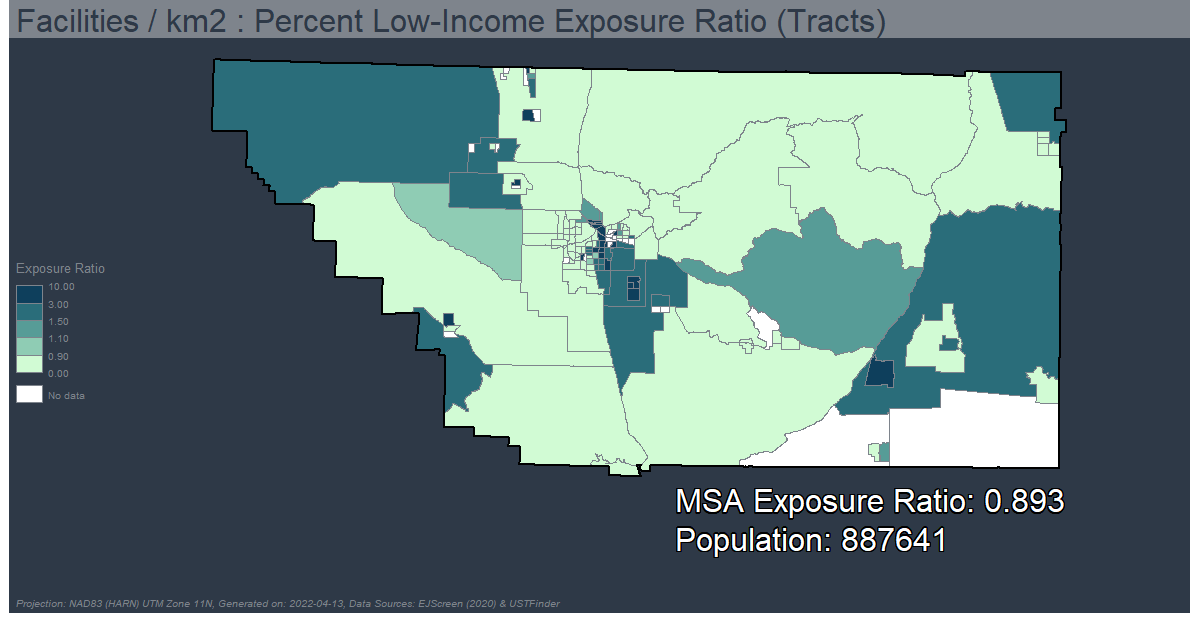 Facilities / km2 : Percent Low-Income Exposure Ratio (Tracts)
Exposure Ratio
10.00
3.00
1.50
1.10
0.90
0.00
No data
MSA Exposure Ratio: 0.893
Population: 887641
Projection: NAD83 (HARN) UTM Zone 11N, Generated on: 2022-04-13, Data Sources: EJScreen (2020) & USTFinder